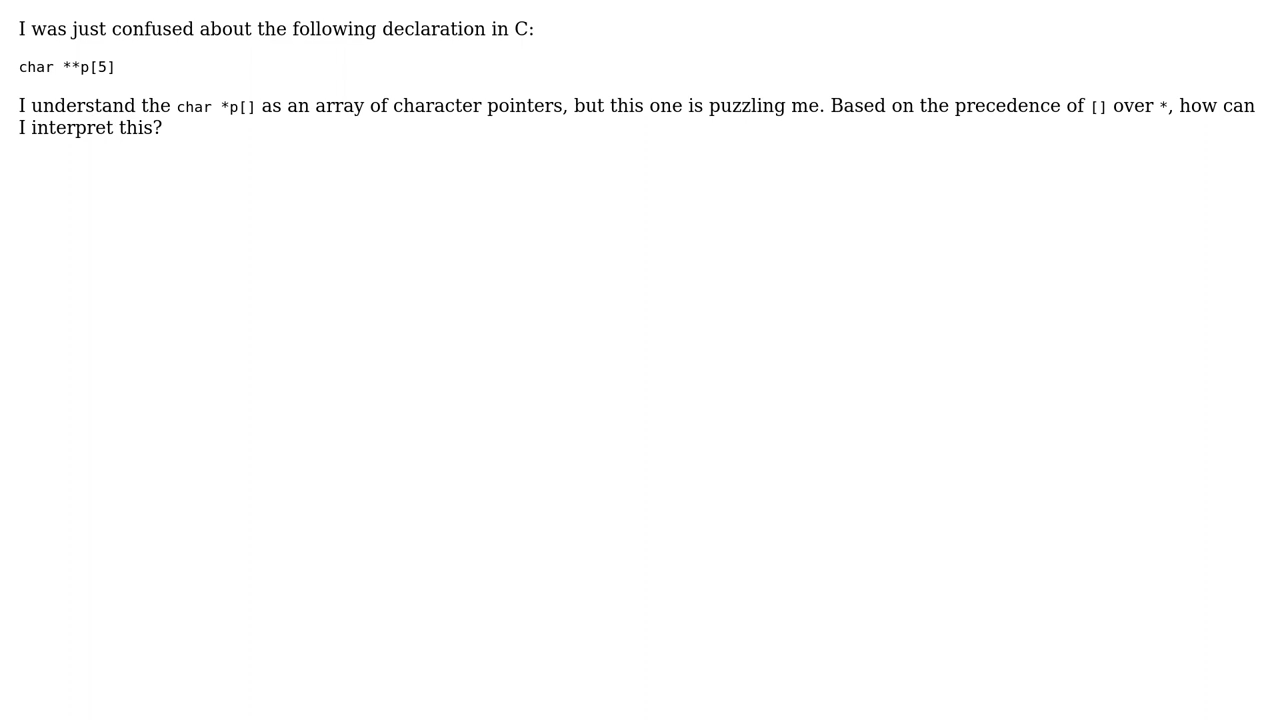 I was just confused about the following declaration in C:
char **p[5]
I understand the char *p[] as an array of character pointers, but this one is puzzling me. Based on the precedence of [] over *, how can
I interpret this?